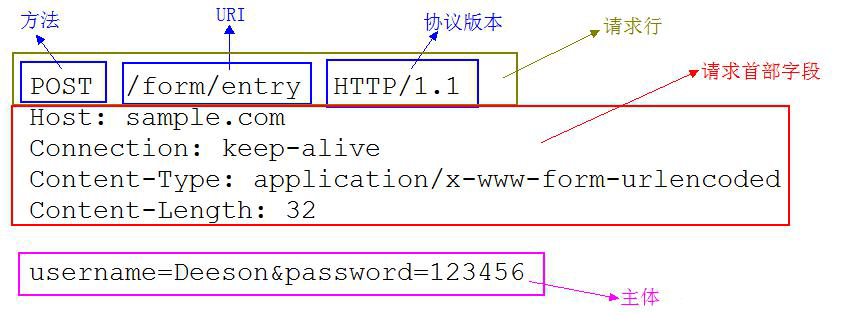 方法 URI 协议版本 请求行
POST /form/entry HTTP/1.1
请求首部字段
Host: sample.com
Connection: keep-alive
Content-Type: application/x-www-form-urlencoded
Content-Length: 32
username=Deeson&password=123456
主体